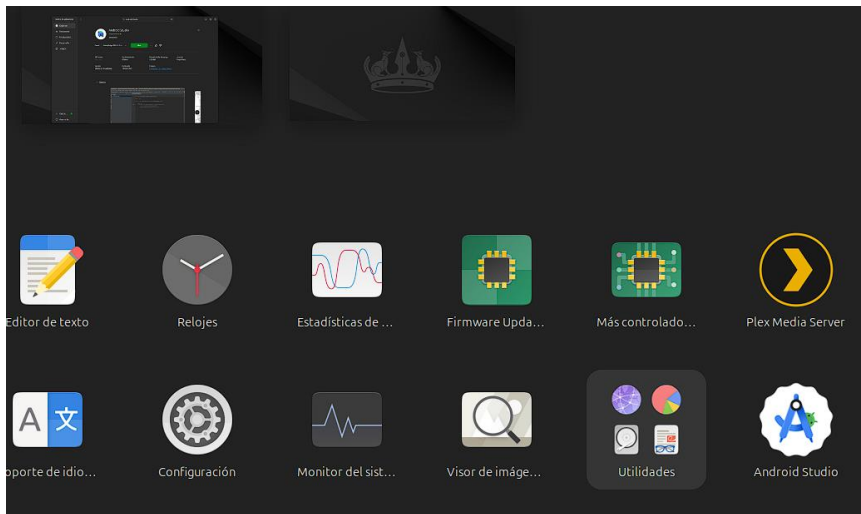 Editor de texto
Relojes
Estadísticas de ...
Firmware Upda...
Más controlado...
Plex Media Server
oporte de idio...
Configuración
Monitor del sist...
Visor de imáge...
Utilidades
Android Studio